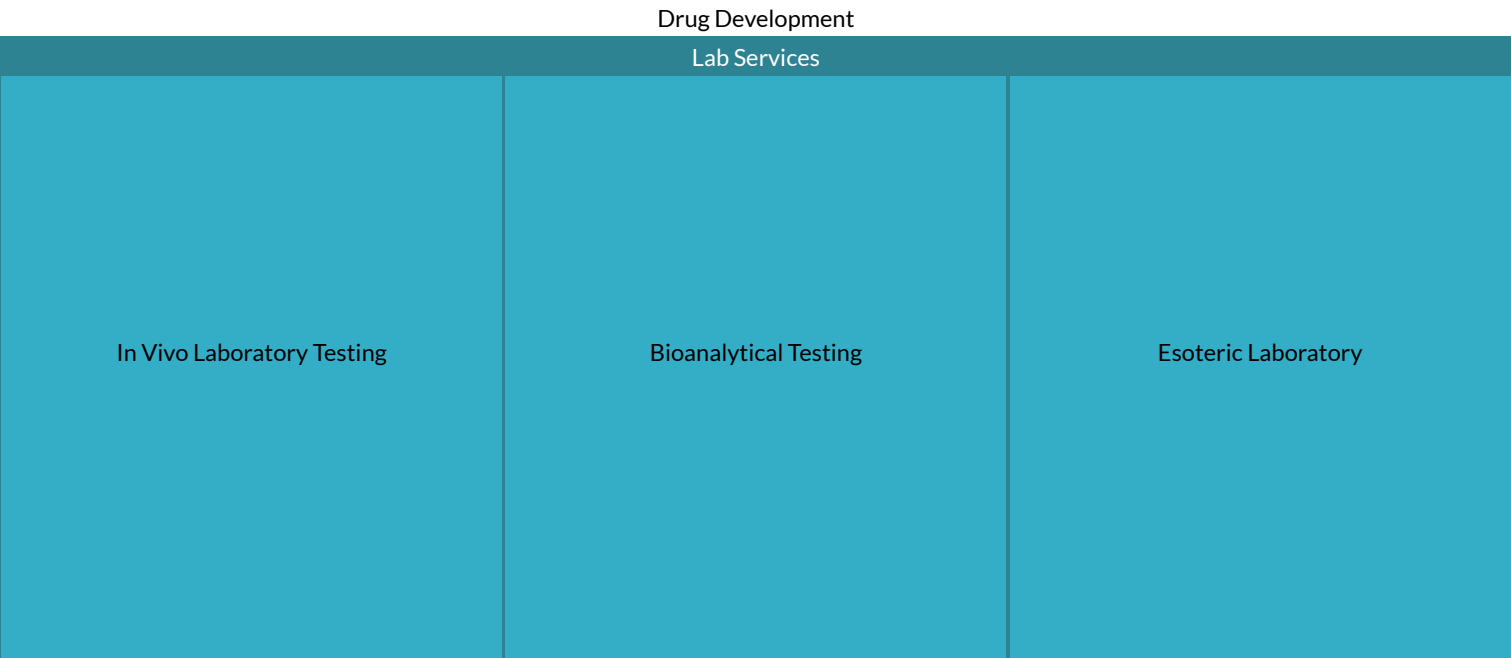 Drug Development
Lab Services
In Vivo Laboratory Testing
Bioanalytical Testing
Esoteric Laboratory